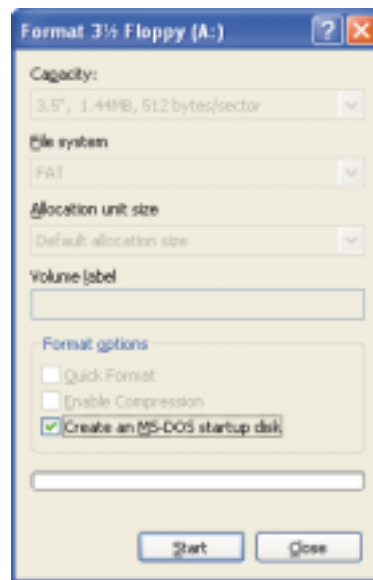 Format 3½ Floppy (A:)
Capacity:
3.5", 1.44MB, 512 bytes/sector
File system
FAT
Allocation unit size
Default allocation size
Volume label
Format options
Quick Format
Enable Compression
Create an MS-DOS startup disk
Start
Close